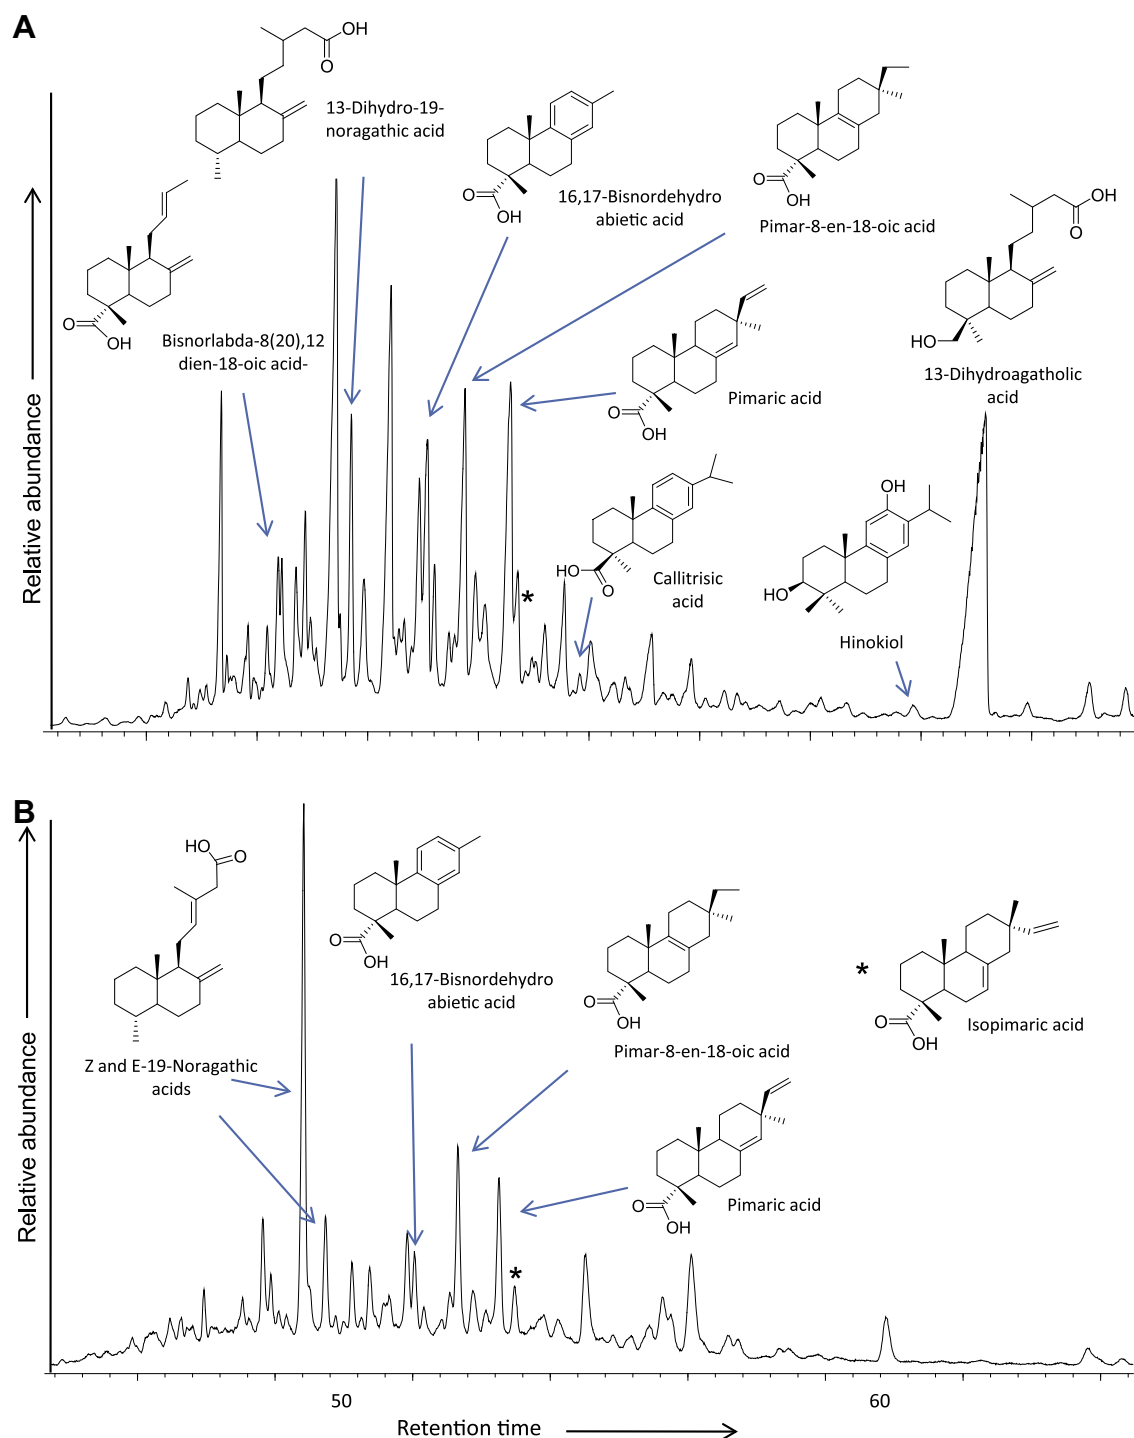 A
OH
O
13-Dihydro-19-
noragathic acid
O
OH
16,17-Bisnordehydro
abietic acid
O
OH
Pimar-8-en-18-oic acid
OH
O
HO
13-Dihydroagatholic
acid
O
OH
Bisnorlabda-8(20),12
dien-18-oic acid-
O
OH
Pimaric acid
HO
O
Callitrisic
acid
*
OH
HO
Hinokiol
Relative abundance
B
HO
O
Z and E-19-Noragathic
acids
O
OH
16,17-Bisnordehydro
abietic acid
O
OH
Pimar-8-en-18-oic acid
*
O
OH
Isopimaric acid
O
OH
Pimaric acid
*
Relative abundance
50
60
Retention time